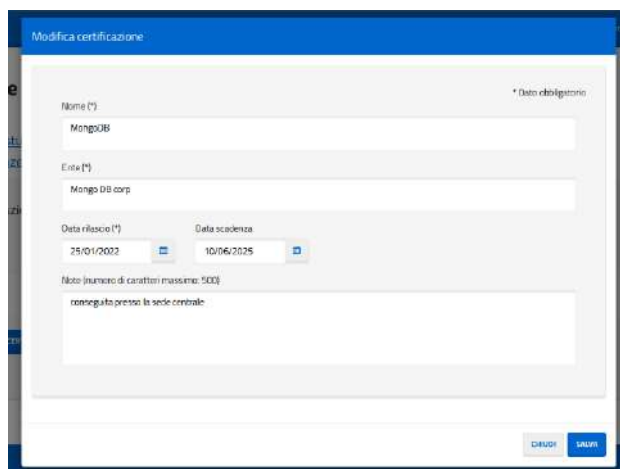 Modifica certificazione
* Dato obbligatorio
Nome (*)
MongoDB
Ente (*)
Mongo DB corp
Data rilascio (*) Data scadenza
25/01/2022 10/06/2025
Note (numero di caratteri massimo: 500)
conseguita presso la sede centrale
CHIUDI SALVA